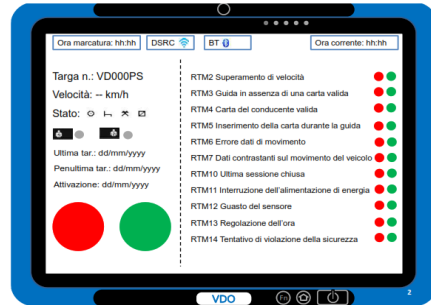 Ora marcatura: hh:hh
DSRC
BT
Ora corrente: hh:hh
Targa n.: VD000PS
Velocità: -- km/h
Stato:
Ultima tar.: dd/mm/yyyy
Penultima tar.: dd/mm/yyyy
Attivazione: dd/mm/yyyy
RTM2 Superamento di velocità
RTM3 Guida in assenza di una carta valida
RTM4 Carta del conducente valida
RTM5 Inserimento della carta durante la guida
RTM6 Errore dati di movimento
RTM7 Dati contrastanti sul movimento del veicolo
RTM10 Ultima sessione chiusa
RTM11 Interruzione dell'alimentazione di energia
RTM12 Guasto del sensore
RTM13 Regolazione dell'ora
RTM14 Tentativo di violazione della sicurezza
VDO
Fn
2